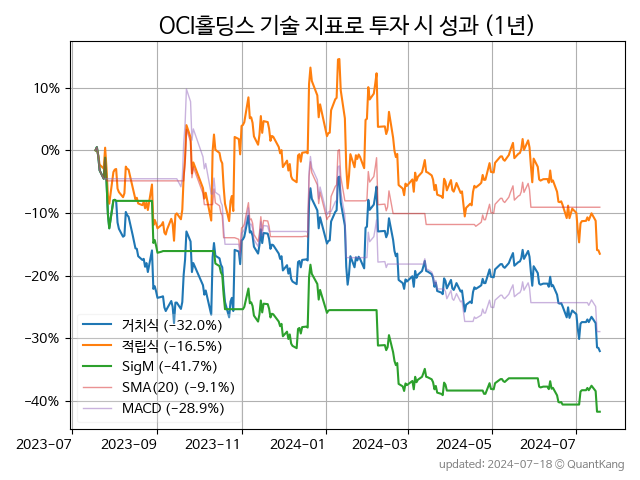 OCI홀딩스 기술 지표로 투자 시 성과 (1년)
10%
0%
−10%
−20%
−30%
−40%
거치식 (−32.0%)
적립식 (−16.5%)
SigM (−41.7%)
SMA(20) (−9.1%)
MACD (−28.9%)
2023-07 2023-09 2023-11 2024-01 2024-03 2024-05 2024-07
updated: 2024-07-18 © QuantKang